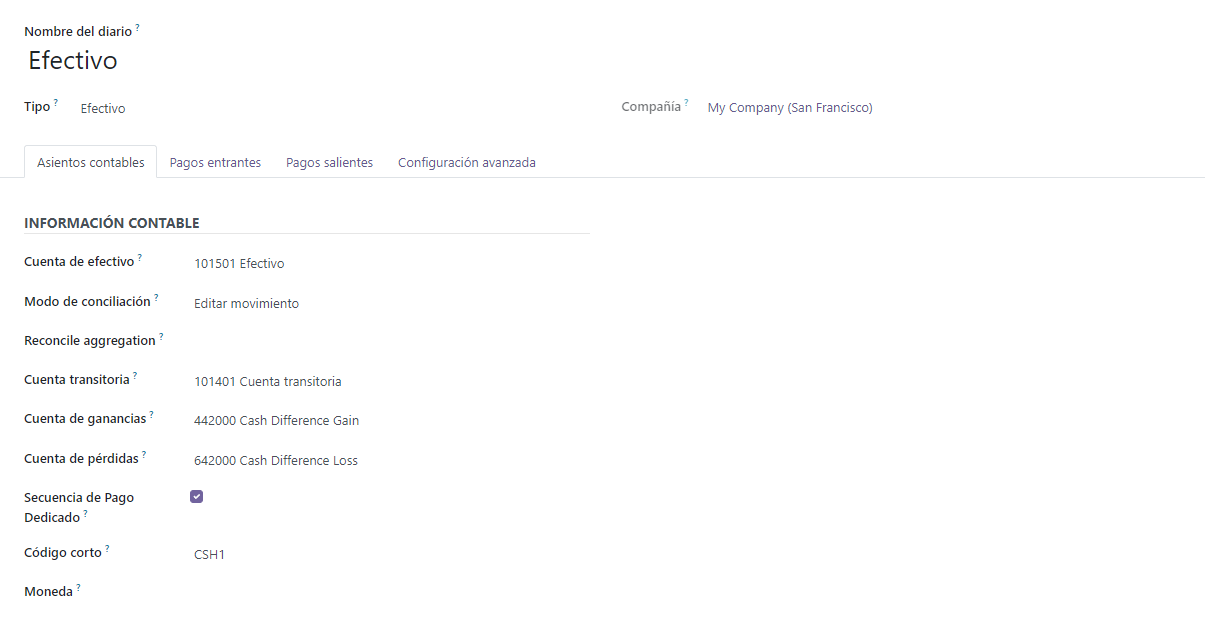 Nombre del diario ?
Efectivo
Tipo ? Efectivo
Compañía ? My Company (San Francisco)
Asientos contables Pagos entrantes Pagos salientes Configuración avanzada
INFORMACIÓN CONTABLE
Cuenta de efectivo ? 101501 Efectivo
Modo de conciliación ? Editar movimiento
Reconcile aggregation ?
Cuenta transitoria ? 101401 Cuenta transitoria
Cuenta de ganancias ? 442000 Cash Difference Gain
Cuenta de pérdidas ? 642000 Cash Difference Loss
Secuencia de Pago
Dedicado ?
Código corto ? CSH1
Moneda ?